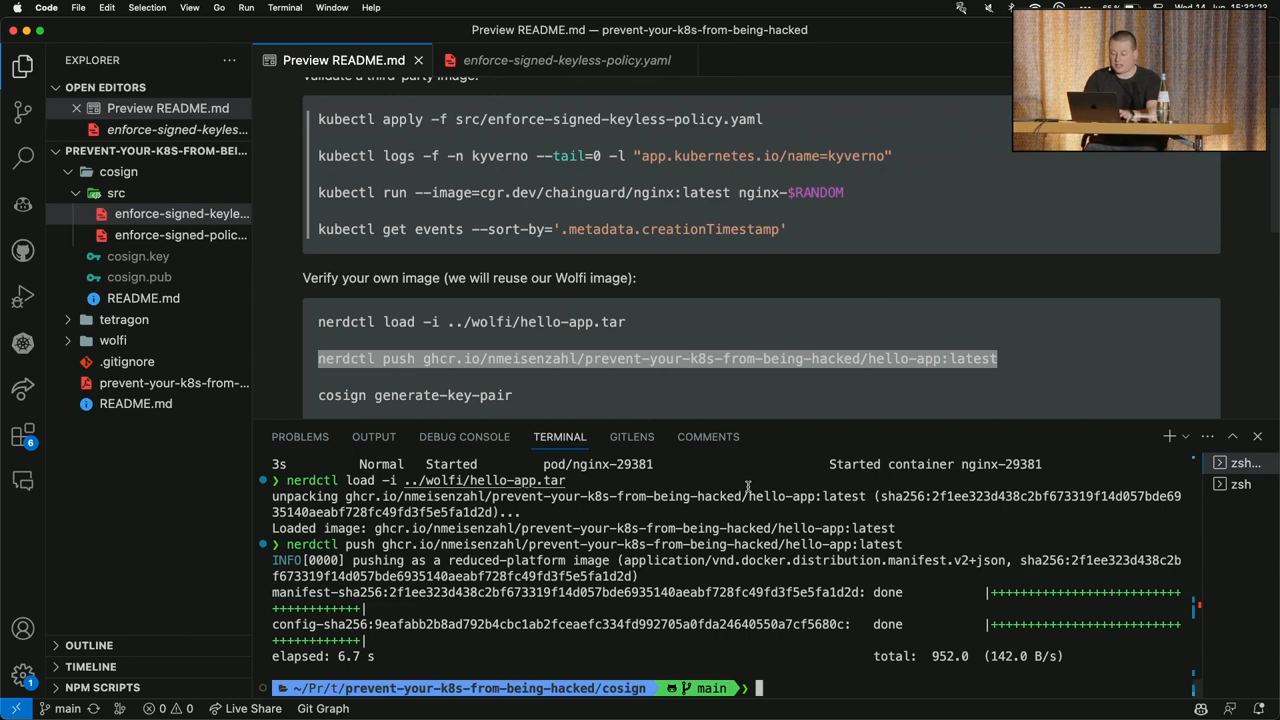 Code File Edit Selection View Go Run Terminal Window Help
Preview README.md — prevent-your-k8s-from-being-hacked
EXPLORER
OPEN EDITORS
Preview README.md
enforce-signed-keyles...
PREVENT-YOUR-K8S-FROM-BEI...
cosign
src
enforce-signed-keyle...
enforce-signed-polic...
cosign.key
cosign.pub
README.md
tetragon
wolfi
.gitignore
prevent-your-k8s-from-...
README.md
OUTLINE
TIMELINE
NPM SCRIPTS
6
1
Preview README.md
enforce-signed-keyless-policy.yaml
Validate a third party image:
kubectl apply -f src/enforce-signed-keyless-policy.yaml
kubectl logs -f -n kyverno --tail=0 -l "app.kubernetes.io/name=kyverno"
kubectl run --image=cgr.dev/chainguard/nginx:latest nginx-$RANDOM
kubectl get events --sort-by='.metadata.creationTimestamp'
Verify your own image (we will reuse our Wolfi image):
nerdctl load -i ../wolfi/hello-app.tar
nerdctl push ghcr.io/nmeisenzahl/prevent-your-k8s-from-being-hacked/hello-app:latest
cosign generate-key-pair
PROBLEMS OUTPUT DEBUG CONSOLE TERMINAL GITLENS COMMENTS
3s Normal Started pod/nginx-29381 Started container nginx-29381
❯ nerdctl load -i ../wolfi/hello-app.tar
unpacking ghcr.io/nmeisenzahl/prevent-your-k8s-from-being-hacked/hello-app:latest (sha256:2f1ee323d438c2bf673319f14d057bde69
35140aeabf728fc49fd3f5e5fa1d2d)...
Loaded image: ghcr.io/nmeisenzahl/prevent-your-k8s-from-being-hacked/hello-app:latest
❯ nerdctl push ghcr.io/nmeisenzahl/prevent-your-k8s-from-being-hacked/hello-app:latest
INFO[0000] pushing as a reduced-platform image (application/vnd.docker.distribution.manifest.v2+json, sha256:2f1ee323d438c2b
f673319f14d057bde6935140aeabf728fc49fd3f5e5fa1d2d)
manifest-sha256:2f1ee323d438c2bf673319f14d057bde6935140aeabf728fc49fd3f5e5fa1d2d: done |++++++++++++++++++++++++++
++++++++++++|
config-sha256:9eafabb2b8ad792b4cbc1ab2fceaefc334fd992705a0fda24640550a7cf5680c: done |++++++++++++++++++++++++++
++++++++++++|
elapsed: 6.7 s total: 952.0 (142.0 B/s)
~/Pr/t/prevent-your-k8s-from-being-hacked/cosign main ❯
zsh...
zsh
main 0 0 Live Share Git Graph